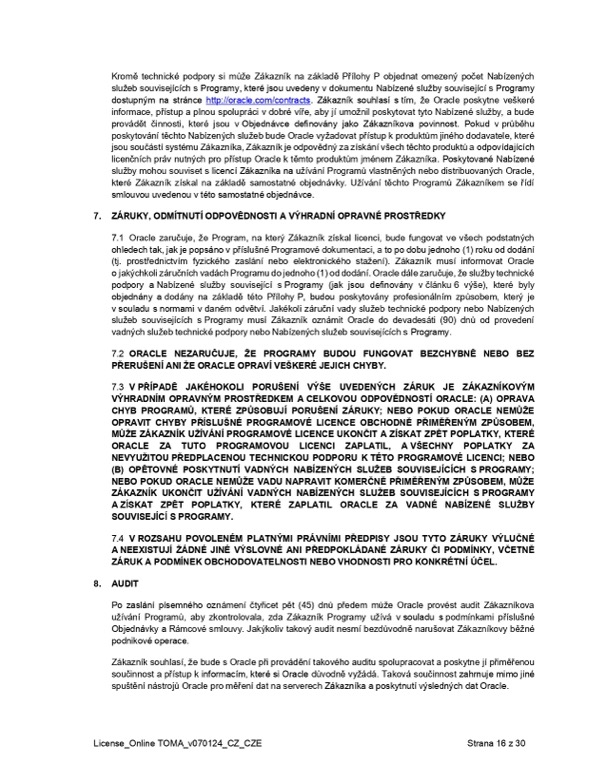 Kromě technické podpory si může Zákazník na základě Přílohy P objednat omezený počet Nabízených
služeb souvisejících s Programy, které jsou uvedeny v dokumentu Nabízené služby související s Programy
dostupným na stránce http://oracle.com/contracts. Zákazník souhlasí s tím, že Oracle poskytne veškeré
informace, přístup a plnou spolupráci v dobré víře, aby jí umožnil poskytovat tyto Nabízené služby, a bude
provádět činnosti, které jsou v Objednávce definovány jako Zákazníkova povinnost. Pokud v průběhu
poskytování těchto Nabízených služeb bude Oracle vyžadovat přístup k produktům jiného dodavatele, které
jsou součástí systému Zákazníka, Zákazník je odpovědný za získání všech těchto produktů a odpovídajících
licenčních práv nutných pro přístup Oracle k těmto produktům jménem Zákazníka. Poskytované Nabízené
služby mohou souviset s licencí Zákazníka na užívání Programů vlastněných nebo distribuovaných Oracle,
které Zákazník získal na základě samostatné objednávky. Užívání těchto Programů Zákazníkem se řídí
smlouvou uvedenou v této samostatné objednávce.
7. ZÁRUKY, ODMÍTNUTÍ ODPOVĚDNOSTI A VÝHRADNÍ OPRAVNÉ PROSTŘEDKY
7.1 Oracle zaručuje, že Program, na který Zákazník získal licenci, bude fungovat ve všech podstatných
ohledech tak, jak je popsáno v příslušné Programové dokumentaci, a to po dobu jednoho (1) roku od dodání
(tj. prostřednictvím fyzického zaslání nebo elektronického stažení). Zákazník musí informovat Oracle
o jakýchkoli záručních vadách Programu do jednoho (1) od dodání. Oracle dále zaručuje, že služby technické
podpory a Nabízené služby související s Programy (jak jsou definovány v článku 6 výše), které byly
objednány a dodány na základě této Přílohy P, budou poskytovány profesionálním způsobem, který je
v souladu s normami v daném odvětví. Jakékoli záruční vady služeb technické podpory nebo Nabízených
služeb souvisejících s Programy musí Zákazník oznámit Oracle do devadesáti (90) dnů od provedení
vadných služeb technické podpory nebo Nabízených služeb souvisejících s Programy.
7.2 ORACLE NEZARUČUJE, ŽE PROGRAMY BUDOU FUNGOVAT BEZCHYBNĚ NEBO BEZ
PŘERUŠENÍ ANI ŽE ORACLE OPRAVÍ VEŠKERÉ JEJICH CHYBY.
7.3 V PŘÍPADĚ JAKÉHOKOLI PORUŠENÍ VÝŠE UVEDENÝCH ZÁRUK JE ZÁKAZNÍKOVÝM
VÝHRADNÍM OPRAVNÝM PROSTŘEDKEM A CELKOVOU ODPOVĚDNOSTÍ ORACLE: (A) OPRAVA
CHYB PROGRAMŮ, KTERÉ ZPŮSOBUJÍ PORUŠENÍ ZÁRUKY; NEBO POKUD ORACLE NEMŮŽE
OPRAVIT CHYBY PŘÍSLUŠNÉ PROGRAMOVÉ LICENCE OBCHODNĚ PŘIMĚŘENÝM ZPŮSOBEM,
MŮŽE ZÁKAZNÍK UŽÍVÁNÍ PROGRAMOVÉ LICENCE UKONČIT A ZÍSKAT ZPĚT POPLATKY, KTERÉ
ORACLE ZA TUTO PROGRAMOVOU LICENCI ZAPLATIL, A VŠECHNY POPLATKY ZA
NEVYUŽITOU PŘEDPLACENOU TECHNICKOU PODPORU K TÉTO PROGRAMOVÉ LICENCI; NEBO
(B) OPĚTOVNÉ POSKYTNUTÍ VADNÝCH NABÍZENÝCH SLUŽEB SOUVISEJÍCÍCH S PROGRAMY;
NEBO POKUD ORACLE NEMŮŽE VADU NAPRAVIT KOMERČNĚ PŘIMĚŘENÝM ZPŮSOBEM, MŮŽE
ZÁKAZNÍK UKONČIT UŽÍVÁNÍ VADNÝCH NABÍZENÝCH SLUŽEB SOUVISEJÍCÍCH S PROGRAMY
A ZÍSKAT ZPĚT POPLATKY, KTERÉ ZAPLATIL ORACLE ZA VADNÉ NABÍZENÉ SLUŽBY
SOUVISEJÍCÍ S PROGRAMY.
7.4 V ROZSAHU POVOLENÉM PLATNÝMI PRÁVNÍMI PŘEDPISY JSOU TYTO ZÁRUKY VÝLUČNÉ
A NEEXISTUJÍ ŽÁDNÉ JINÉ VÝSLOVNÉ ANI PŘEDPOKLÁDANÉ ZÁRUKY ČI PODMÍNKY, VČETNĚ
ZÁRUK A PODMÍNEK OBCHODOVATELNOSTI NEBO VHODNOSTI PRO KONKRÉTNÍ ÚČEL.
8. AUDIT
Po zaslání písemného oznámení čtyřicet pět (45) dnů předem může Oracle provést audit Zákazníkova
užívání Programů, aby zkontrolovala, zda Zákazník Programy užívá v souladu s podmínkami příslušné
Objednávky a Rámcové smlouvy. Jakýkoliv takový audit nesmí bezdůvodně narušovat Zákazníkovy běžné
podnikové operace.
Zákazník souhlasí, že bude s Oracle při provádění takového auditu spolupracovat a poskytne jí přiměřenou
součinnost a přístup k informacím, které si Oracle důvodně vyžádá. Taková součinnost zahrnuje mimo jiné
spuštění nástrojů Oracle pro měření dat na serverech Zákazníka a poskytnutí výsledných dat Oracle.
License_Online TOMA_v070124_CZ_CZE Strana 16 z 30